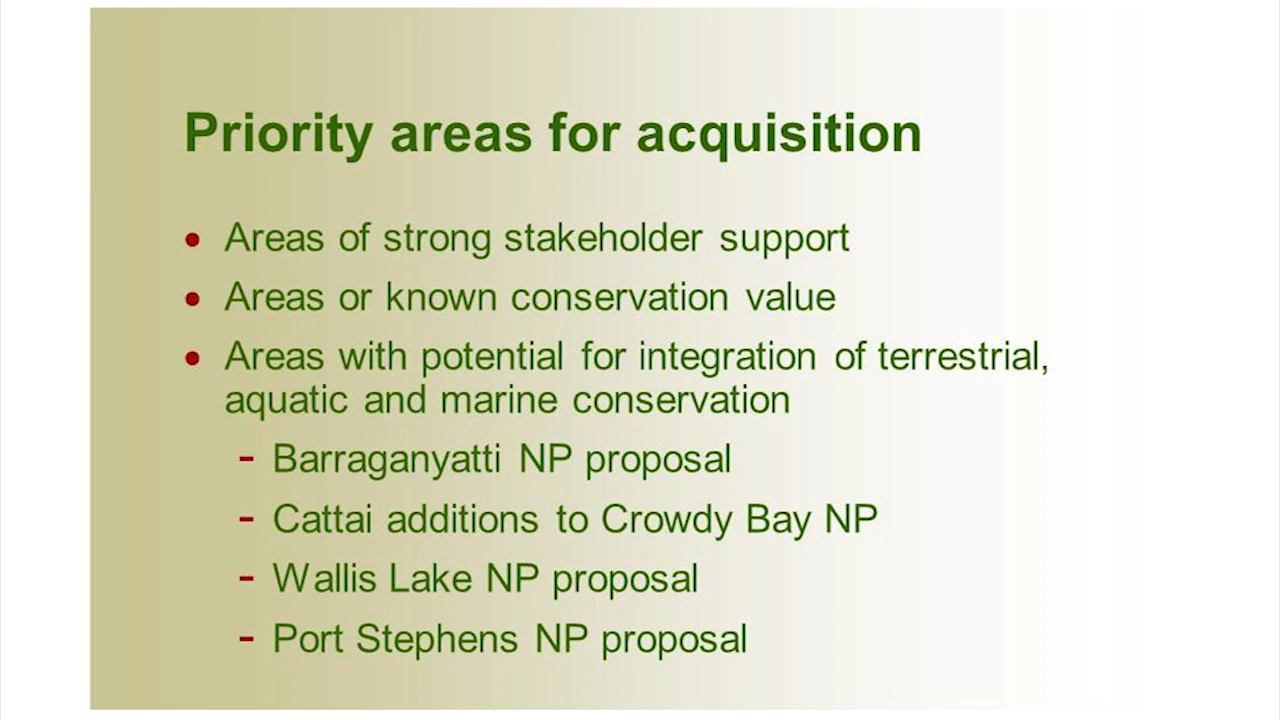 Priority areas for acquisition
• Areas of strong stakeholder support
• Areas or known conservation value
• Areas with potential for integration of terrestrial,
aquatic and marine conservation
- Barraganyatti NP proposal
- Cattai additions to Crowdy Bay NP
- Wallis Lake NP proposal
- Port Stephens NP proposal